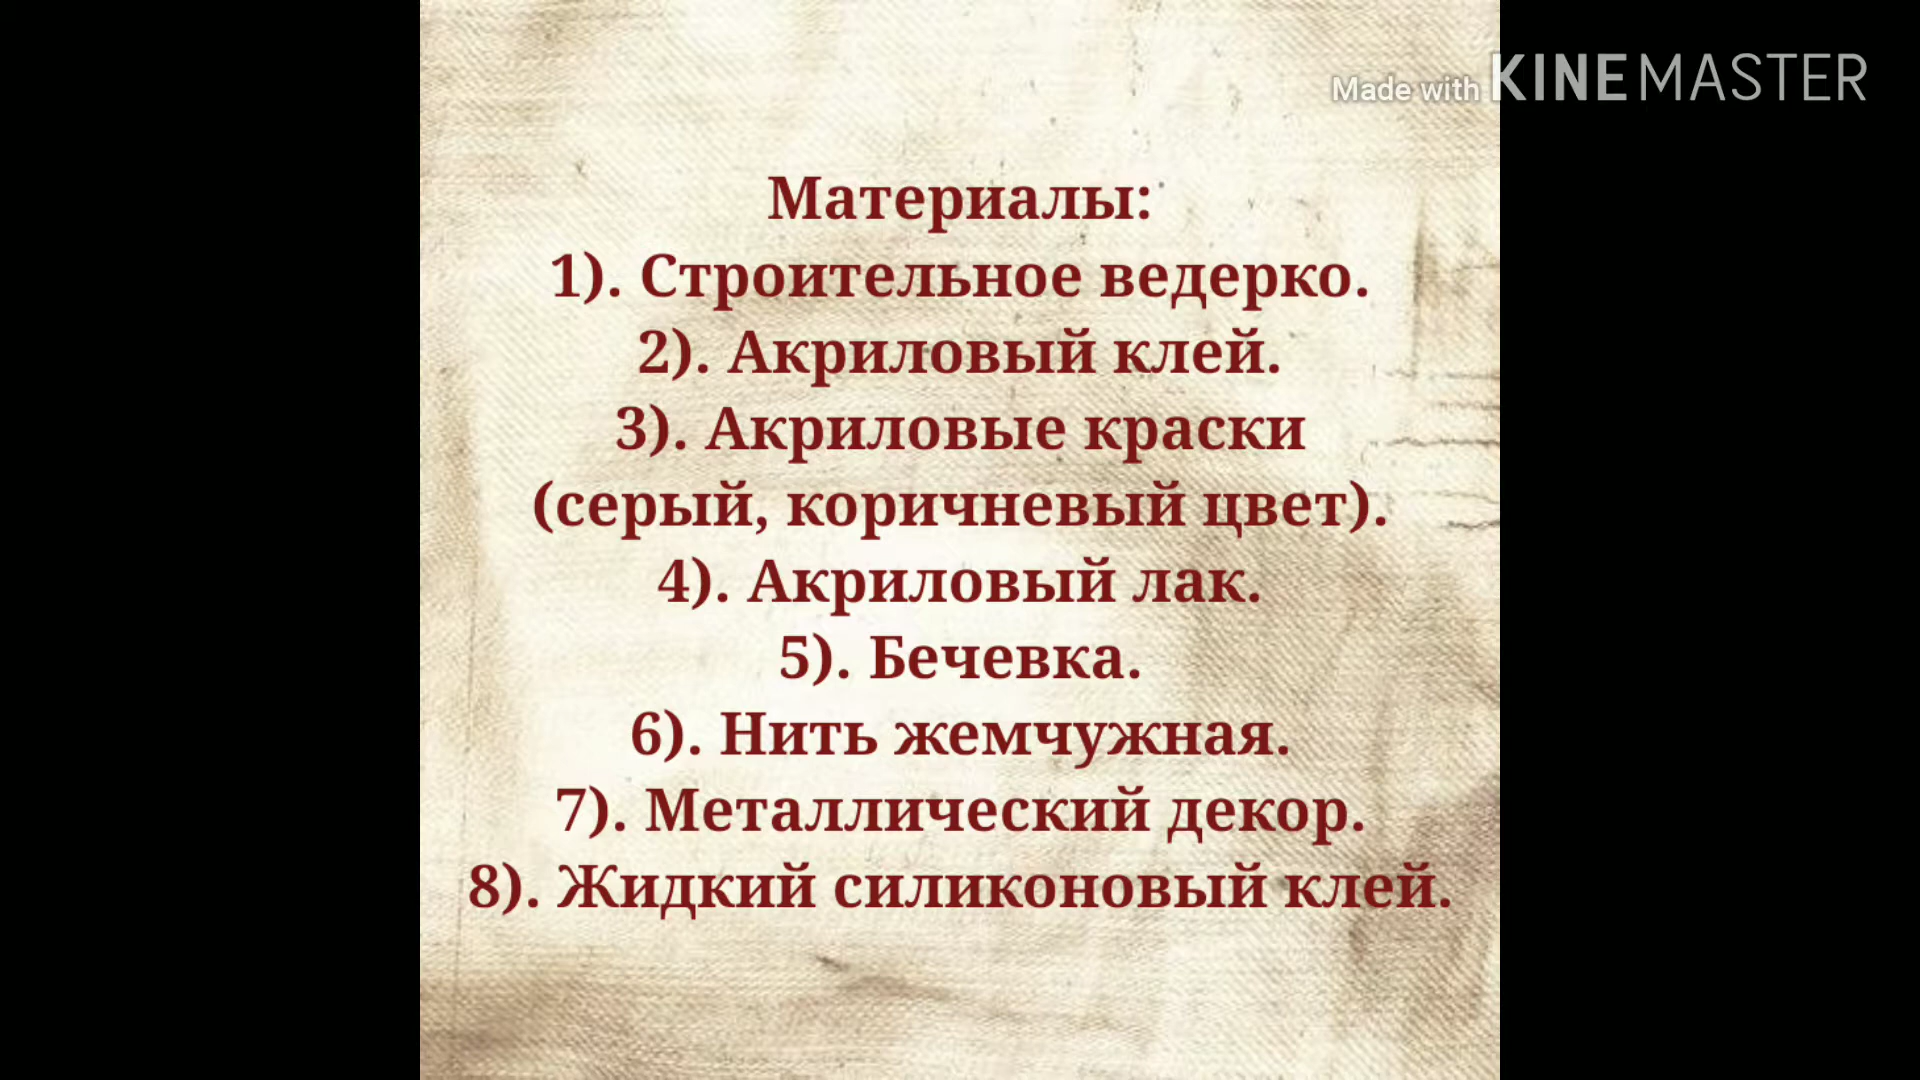 Made with KINEMASTER
Материалы:
1). Строительное ведерко.
2). Акриловый клей.
3). Акриловые краски
(серый, коричневый цвет).
4). Акриловый лак.
5). Бечевка.
6). Нить жемчужная.
7). Металлический декор.
8). Жидкий силиконовый клей.